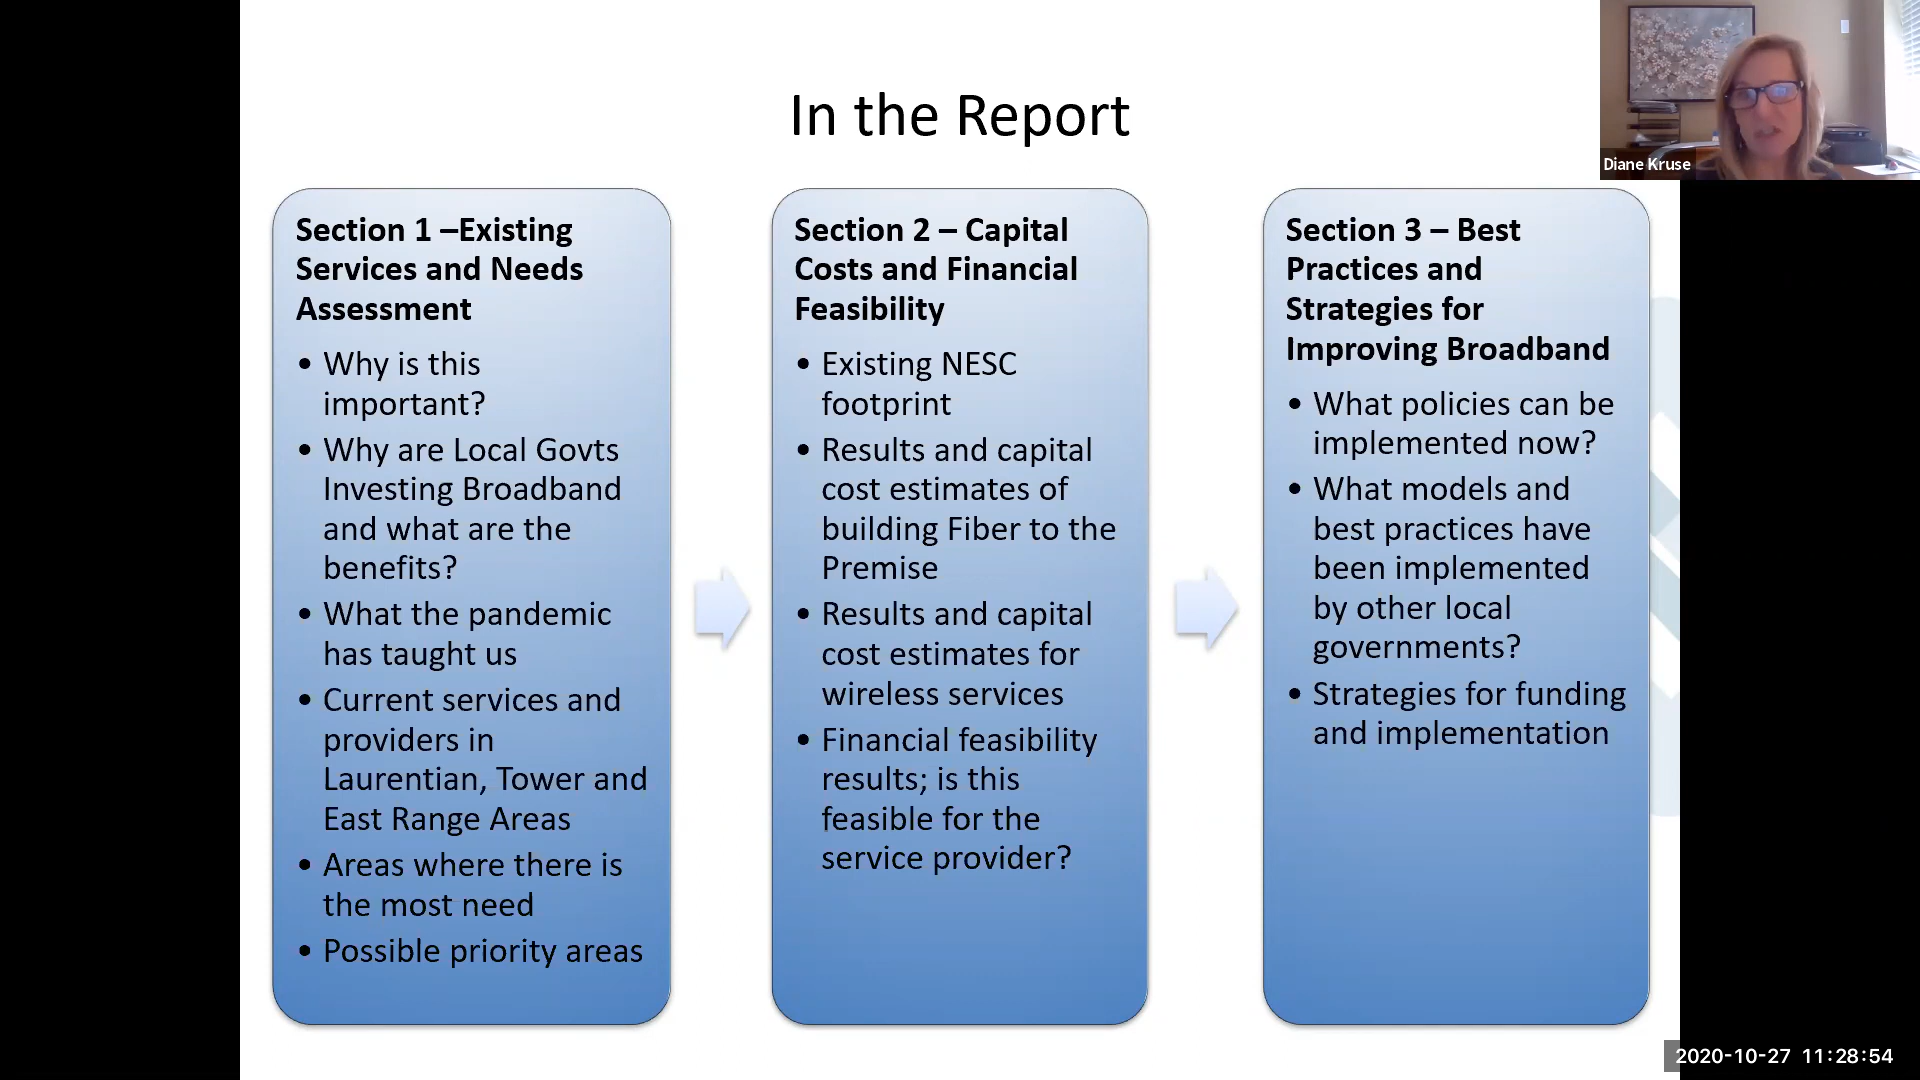 In the Report
Diane Kruse
Section 1 –Existing
Services and Needs
Assessment
• Why is this
important?
• Why are Local Govts
Investing Broadband
and what are the
benefits?
• What the pandemic
has taught us
• Current services and
providers in
Laurentian, Tower and
East Range Areas
• Areas where there is
the most need
• Possible priority areas
Section 2 – Capital
Costs and Financial
Feasibility
• Existing NESC
footprint
• Results and capital
cost estimates of
building Fiber to the
Premise
• Results and capital
cost estimates for
wireless services
• Financial feasibility
results; is this
feasible for the
service provider?
Section 3 – Best
Practices and
Strategies for
Improving Broadband
• What policies can be
implemented now?
• What models and
best practices have
been implemented
by other local
governments?
• Strategies for funding
and implementation
2020-10-27 11:28:54